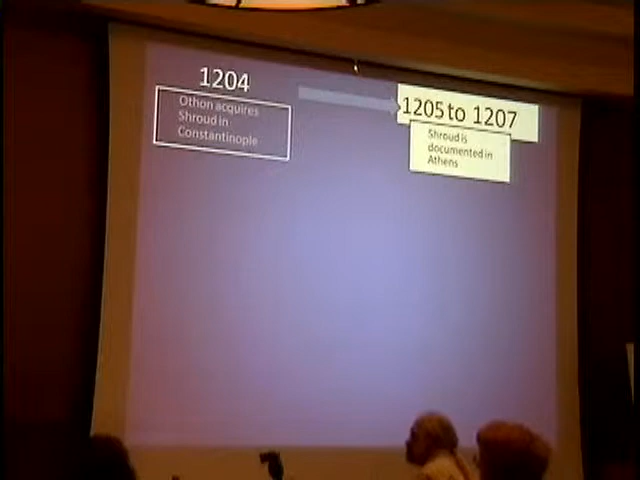 1204
Othon acquires
Shroud in
Constantinople
1205 to 1207
Shroud is
documented in
Athens